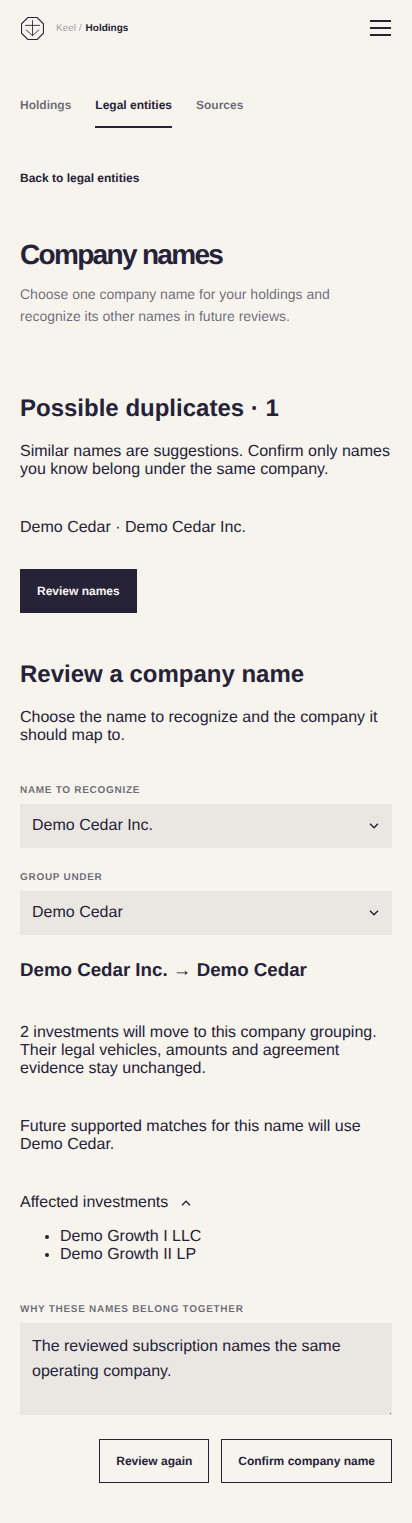 Keel / Holdings
Holdings Legal entities Sources
Back to legal entities
Company names
Choose one company name for your holdings and
recognize its other names in future reviews.
Possible duplicates · 1
Similar names are suggestions. Confirm only names
you know belong under the same company.
Demo Cedar · Demo Cedar Inc.
Review names
Review a company name
Choose the name to recognize and the company it
should map to.
NAME TO RECOGNIZE
Demo Cedar Inc.
GROUP UNDER
Demo Cedar
Demo Cedar Inc. → Demo Cedar
2 investments will move to this company grouping.
Their legal vehicles, amounts and agreement
evidence stay unchanged.
Future supported matches for this name will use
Demo Cedar.
Affected investments
• Demo Growth I LLC
• Demo Growth II LP
WHY THESE NAMES BELONG TOGETHER
The reviewed subscription names the same
operating company.
Review again Confirm company name